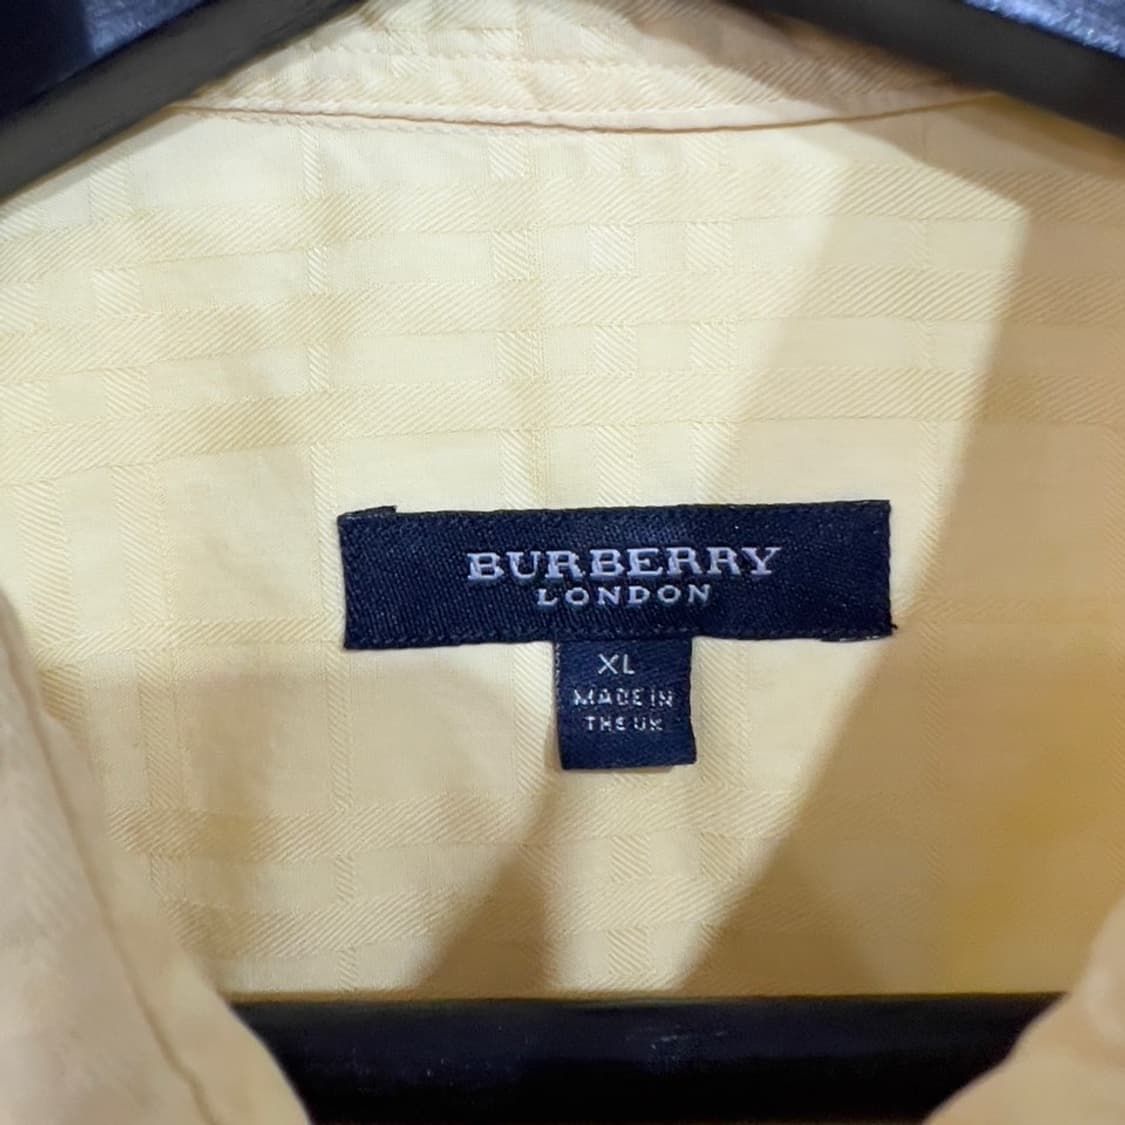 BURBERRY
LONDON
XL
MADE IN
THE UK